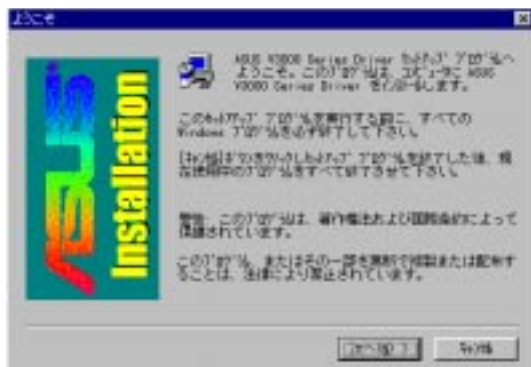 ようこそ
ASUS Installation
ASUS V3000 Series Driver ｾｯﾄｱｯﾌﾟ ﾌﾟﾛｸﾞﾗﾑへ
ようこそ。このﾌﾟﾛｸﾞﾗﾑは、ｺﾝﾋﾟｭｰﾀに ASUS
V3000 Series Driver をｲﾝｽﾄｰﾙします。
このｾｯﾄｱｯﾌﾟ ﾌﾟﾛｸﾞﾗﾑを実行する前に、すべての
Windows ﾌﾟﾛｸﾞﾗﾑを必ず終了して下さい。
[ｷｬﾝｾﾙ]ﾎﾞﾀﾝをｸﾘｯｸしｾｯﾄｱｯﾌﾟ ﾌﾟﾛｸﾞﾗﾑを終了した後、現
在使用中のﾌﾟﾛｸﾞﾗﾑをすべて終了させて下さい。
警告: このﾌﾟﾛｸﾞﾗﾑは、著作権法および国際条約によって
保護されています。
このﾌﾟﾛｸﾞﾗﾑ、またはその一部を無断で複製または配布す
ることは、法律により禁止されています。
次へ(N) >
ｷｬﾝｾﾙ